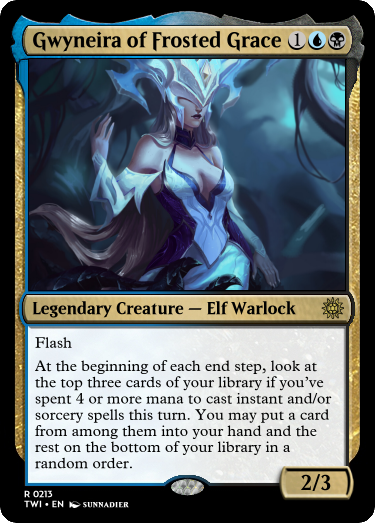 Gwyneira of Frosted Grace 1
Legendary Creature — Elf Warlock
Flash
At the beginning of each end step, look at
the top three cards of your library if you've
spent 4 or more mana to cast instant and/or
sorcery spells this turn. You may put a card
from among them into your hand and the
rest on the bottom of your library in a
random order.
2/3
R 0213
TWI • EN SUNNADIER